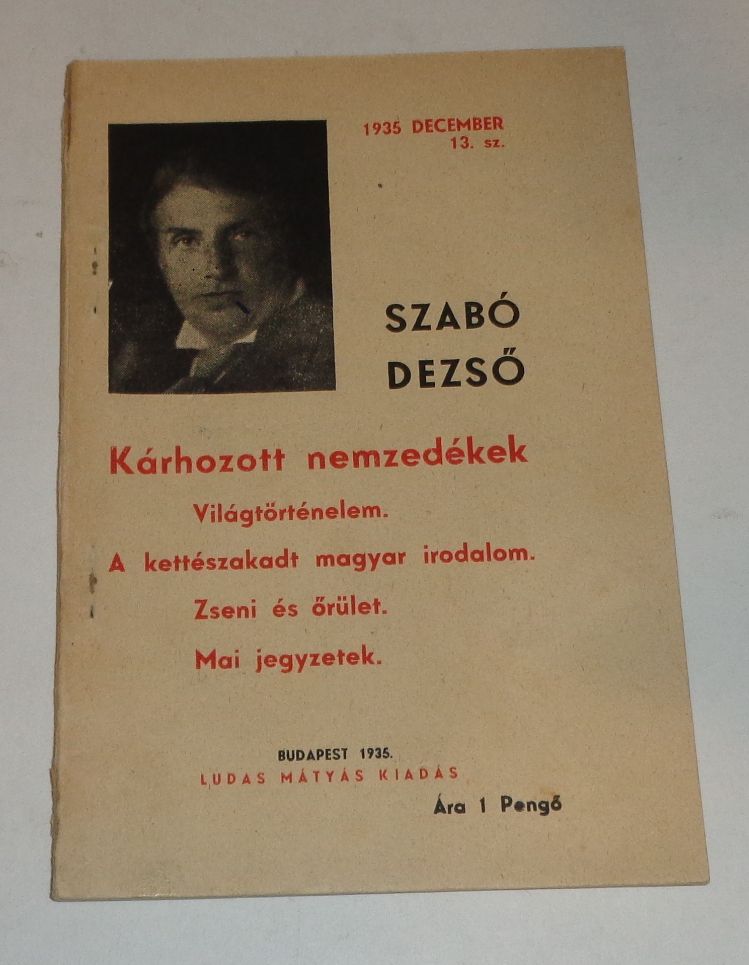 1935 DECEMBER
13. sz.
SZABÓ
DEZSŐ
Kárhozott nemzedékek
Világtörténelem.
A kettészakadt magyar irodalom.
Zseni és őrület.
Mai jegyzetek.
BUDAPEST 1935.
LUDAS MÁTYÁS KIADÁS
Ára 1 Pengő